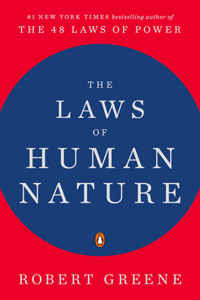 #1 NEW YORK TIMES bestselling author of
THE 48 LAWS OF POWER
THE
LAWS
OF
HUMAN
NATURE
ROBERT GREENE